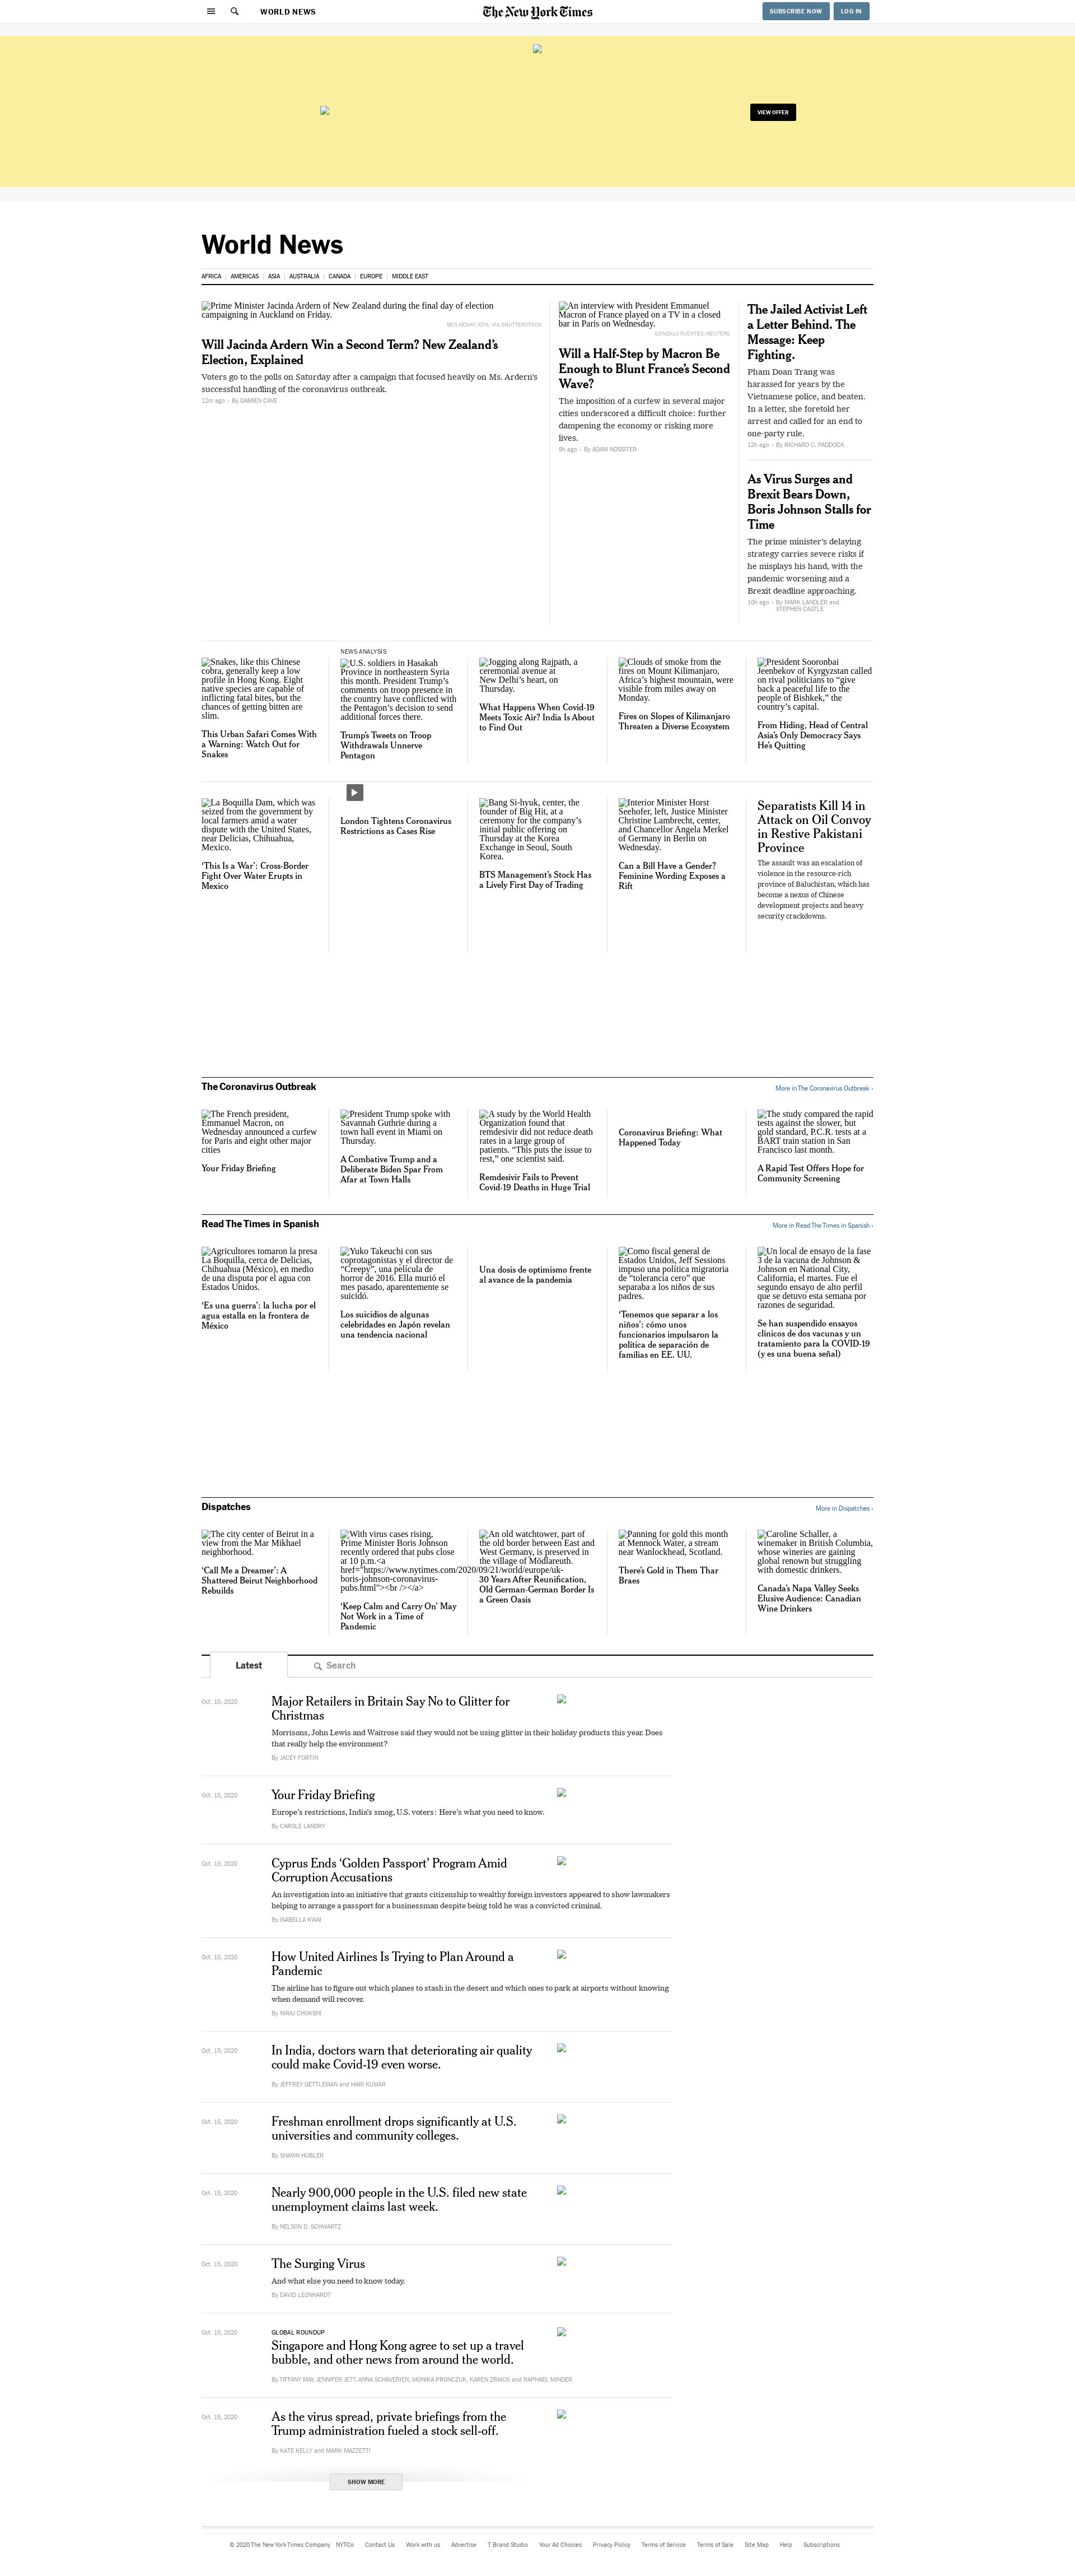 WORLD NEWS
The New York Times
SUBSCRIBE NOW
LOG IN
VIEW OFFER
World News
AFRICA
AMERICAS
ASIA
AUSTRALIA
CANADA
EUROPE
MIDDLE EAST
Prime Minister Jacinda Ardern of New Zealand during the final day of election
campaigning in Auckland on Friday.
BEN MCKAY/EPA, VIA SHUTTERSTOCK
Will Jacinda Ardern Win a Second Term? New Zealand's
Election, Explained
Voters go to the polls on Saturday after a campaign that focused heavily on Ms. Ardern's
successful handling of the coronavirus outbreak.
12m ago • By DAMIEN CAVE
An interview with President Emmanuel
Macron of France played on a TV in a closed
bar in Paris on Wednesday.
GONZALO FUENTES/REUTERS
Will a Half-Step by Macron Be
Enough to Blunt France's Second
Wave?
The imposition of a curfew in several major
cities underscored a difficult choice: further
dampening the economy or risking more
lives.
9h ago • By ADAM NOSSITER
The Jailed Activist Left
a Letter Behind. The
Message: Keep
Fighting.
Pham Doan Trang was
harassed for years by the
Vietnamese police, and beaten.
In a letter, she foretold her
arrest and called for an end to
one-party rule.
12h ago • By RICHARD C. PADDOCK
As Virus Surges and
Brexit Bears Down,
Boris Johnson Stalls for
Time
The prime minister's delaying
strategy carries severe risks if
he misplays his hand, with the
pandemic worsening and a
Brexit deadline approaching.
10h ago • By MARK LANDLER and
STEPHEN CASTLE
Snakes, like this Chinese
cobra, generally keep a low
profile in Hong Kong. Eight
native species are capable of
inflicting fatal bites, but the
chances of getting bitten are
slim.
This Urban Safari Comes With
a Warning: Watch Out for
Snakes
NEWS ANALYSIS
U.S. soldiers in Hasakah
Province in northeastern Syria
this month. President Trump's
comments on troop presence in
the country have conflicted with
the Pentagon's decision to send
additional forces there.
Trump's Tweets on Troop
Withdrawals Unnerve
Pentagon
Jogging along Rajpath, a
ceremonial avenue at
New Delhi's heart, on
Thursday.
What Happens When Covid-19
Meets Toxic Air? India Is About
to Find Out
Clouds of smoke from the
fires on Mount Kilimanjaro,
Africa's highest mountain, were
visible from miles away on
Monday.
Fires on Slopes of Kilimanjaro
Threaten a Diverse Ecosystem
President Sooronbai
Jeenbekov of Kyrgyzstan called
on rival politicians to "give
back a peaceful life to the
people of Bishkek," the
country's capital.
From Hiding, Head of Central
Asia's Only Democracy Says
He's Quitting
La Boquilla Dam, which was
seized from the government by
local farmers amid a water
dispute with the United States,
near Delicias, Chihuahua,
Mexico.
'This Is a War': Cross-Border
Fight Over Water Erupts in
Mexico
London Tightens Coronavirus
Restrictions as Cases Rise
Bang Si-hyuk, center, the
founder of Big Hit, at a
ceremony for the company's
initial public offering on
Thursday at the Korea
Exchange in Seoul, South
Korea.
BTS Management's Stock Has
a Lively First Day of Trading
Interior Minister Horst
Seehofer, left, Justice Minister
Christine Lambrecht, center,
and Chancellor Angela Merkel
of Germany in Berlin on
Wednesday.
Can a Bill Have a Gender?
Feminine Wording Exposes a
Rift
Separatists Kill 14 in
Attack on Oil Convoy
in Restive Pakistani
Province
The assault was an escalation of
violence in the resource-rich
province of Baluchistan, which has
become a nexus of Chinese
development projects and heavy
security crackdowns.
The Coronavirus Outbreak
More in The Coronavirus Outbreak ›
The French president,
Emmanuel Macron, on
Wednesday announced a curfew
for Paris and eight other major
cities
Your Friday Briefing
President Trump spoke with
Savannah Guthrie during a
town hall event in Miami on
Thursday.
A Combative Trump and a
Deliberate Biden Spar From
Afar at Town Halls
A study by the World Health
Organization found that
remdesivir did not reduce death
rates in a large group of
patients. "This puts the issue to
rest," one scientist said.
Remdesivir Fails to Prevent
Covid-19 Deaths in Huge Trial
Coronavirus Briefing: What
Happened Today
The study compared the rapid
tests against the slower, but
gold standard, P.C.R. tests at a
BART train station in San
Francisco last month.
A Rapid Test Offers Hope for
Community Screening
Read The Times in Spanish
More in Read The Times in Spanish ›
Agricultores tomaron la presa
La Boquilla, cerca de Delicias,
Chihuahua (México), en medio
de una disputa por el agua con
Estados Unidos.
'Es una guerra': la lucha por el
agua estalla en la frontera de
México
Yuko Takeuchi con sus
coprotagonistas y el director de
"Creepy", una película de
horror de 2016. Ella murió el
mes pasado, aparentemente se
suicidó.
Los suicidios de algunas
celebridades en Japón revelan
una tendencia nacional
Una dosis de optimismo frente
al avance de la pandemia
Como fiscal general de
Estados Unidos, Jeff Sessions
impuso una política migratoria
de "tolerancia cero" que
separaba a los niños de sus
padres.
'Tenemos que separar a los
niños': cómo unos
funcionarios impulsaron la
política de separación de
familias en EE. UU.
Un local de ensayo de la fase
3 de la vacuna de Johnson &
Johnson en National City,
California, el martes. Fue el
segundo ensayo de alto perfil
que se detuvo esta semana por
razones de seguridad.
Se han suspendido ensayos
clínicos de dos vacunas y un
tratamiento para la COVID-19
(y es una buena señal)
Dispatches
More in Dispatches ›
The city center of Beirut in a
view from the Mar Mikhael
neighborhood.
'Call Me a Dreamer': A
Shattered Beirut Neighborhood
Rebuilds
With virus cases rising,
Prime Minister Boris Johnson
recently ordered that pubs close
at 10 p.m.<a
href="https://www.nytimes.com/2020/09/21/world/europe/uk-
boris-johnson-coronavirus-
pubs.html"><br /></a>
'Keep Calm and Carry On' May
Not Work in a Time of
Pandemic
An old watchtower, part of
the old border between East and
West Germany, is preserved in
the village of Mödlareuth.
30 Years After Reunification,
Old German-German Border Is
a Green Oasis
Panning for gold this month
at Mennock Water, a stream
near Wanlockhead, Scotland.
There's Gold in Them Thar
Braes
Caroline Schaller, a
winemaker in British Columbia,
whose wineries are gaining
global renown but struggling
with domestic drinkers.
Canada's Napa Valley Seeks
Elusive Audience: Canadian
Wine Drinkers
Latest
Search
Oct. 15, 2020
Major Retailers in Britain Say No to Glitter for
Christmas
Morrisons, John Lewis and Waitrose said they would not be using glitter in their holiday products this year. Does
that really help the environment?
By JACEY FORTIN
Oct. 15, 2020
Your Friday Briefing
Europe's restrictions, India's smog, U.S. voters: Here's what you need to know.
By CAROLE LANDRY
Oct. 15, 2020
Cyprus Ends 'Golden Passport' Program Amid
Corruption Accusations
An investigation into an initiative that grants citizenship to wealthy foreign investors appeared to show lawmakers
helping to arrange a passport for a businessman despite being told he was a convicted criminal.
By ISABELLA KWAI
Oct. 15, 2020
How United Airlines Is Trying to Plan Around a
Pandemic
The airline has to figure out which planes to stash in the desert and which ones to park at airports without knowing
when demand will recover.
By NIRAJ CHOKSHI
Oct. 15, 2020
In India, doctors warn that deteriorating air quality
could make Covid-19 even worse.
By JEFFREY GETTLEMAN and HARI KUMAR
Oct. 15, 2020
Freshman enrollment drops significantly at U.S.
universities and community colleges.
By SHAWN HUBLER
Oct. 15, 2020
Nearly 900,000 people in the U.S. filed new state
unemployment claims last week.
By NELSON D. SCHWARTZ
Oct. 15, 2020
The Surging Virus
And what else you need to know today.
By DAVID LEONHARDT
Oct. 15, 2020
GLOBAL ROUNDUP
Singapore and Hong Kong agree to set up a travel
bubble, and other news from around the world.
By TIFFANY MAY, JENNIFER JETT, ANNA SCHAVERIEN, MONIKA PRONCZUK, KAREN ZRAICK and RAPHAEL MINDER
Oct. 15, 2020
As the virus spread, private briefings from the
Trump administration fueled a stock sell-off.
By KATE KELLY and MARK MAZZETTI
SHOW MORE
© 2020 The New York Times Company
NYTCo
Contact Us
Work with us
Advertise
T Brand Studio
Your Ad Choices
Privacy Policy
Terms of Service
Terms of Sale
Site Map
Help
Subscriptions